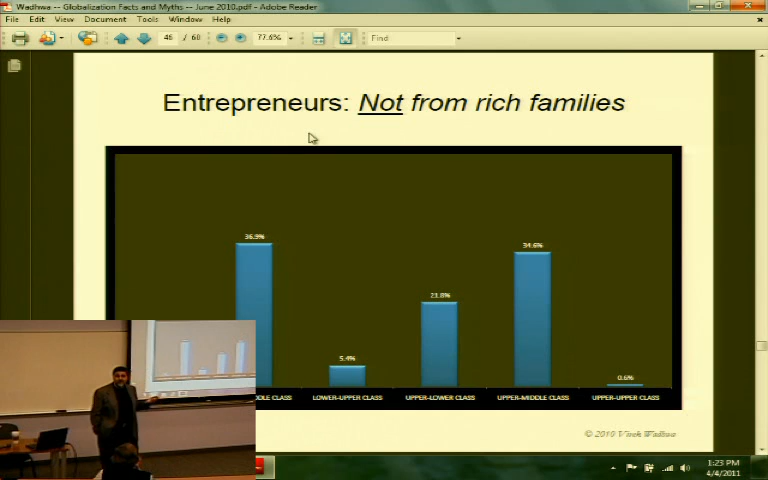 Wadhwa -- Globalization Facts and Myths -- June 2010.pdf - Adobe Reader
File Edit View Document Tools Window Help
46 / 60 77.6% Find
Entrepreneurs: Not from rich families
36.9%
34.6%
21.8%
5.4%
0.6%
DDLE CLASS LOWER-UPPER CLASS UPPER-LOWER CLASS UPPER-MIDDLE CLASS UPPER-UPPER CLASS
© 2010 Vivek Wadhwa
1:23 PM
4/4/2011